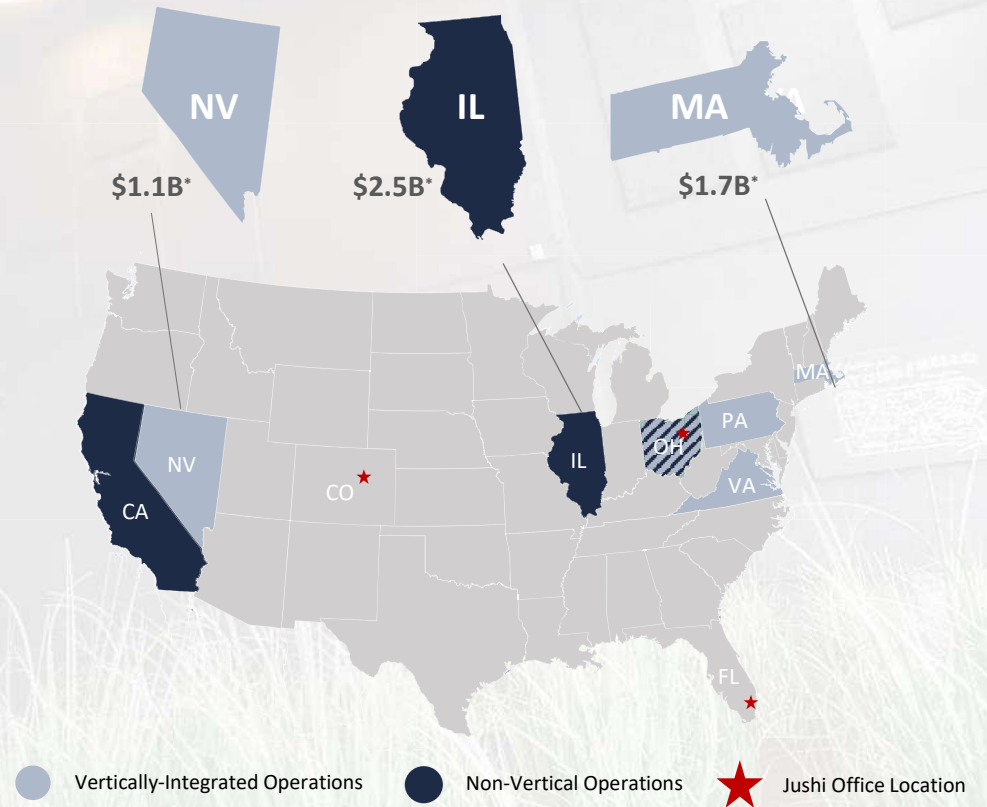 NV
IL
MA
$1.1B*
$2.5B*
$1.7B*
MA
PA
OH
NV
IL
VA
CO
CA
FL
Vertically-Integrated Operations
Non-Vertical Operations
Jushi Office Location